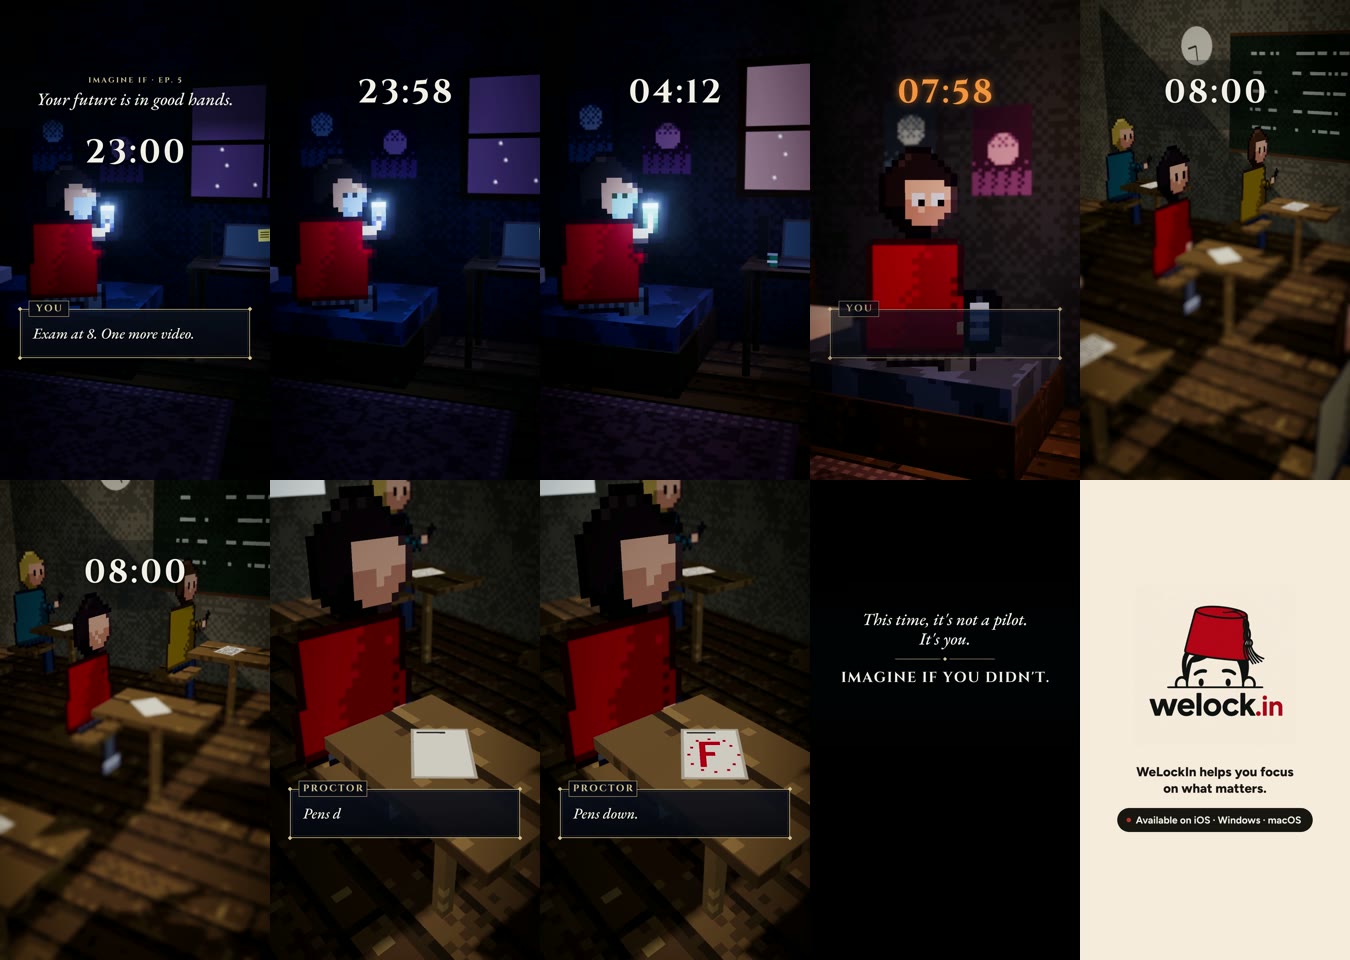 IMAGINE IF · EP. 5
Your future is in good hands.
23:00
YOU
Exam at 8. One more video.
23:58
04:12
07:58
YOU
08:00
08:00
PROCTOR
Pens d
F
PROCTOR
Pens down.
This time, it's not a pilot.
It's you.
IMAGINE IF YOU DIDN'T.
welock.in
WeLockIn helps you focus
on what matters.
Available on iOS · Windows · macOS